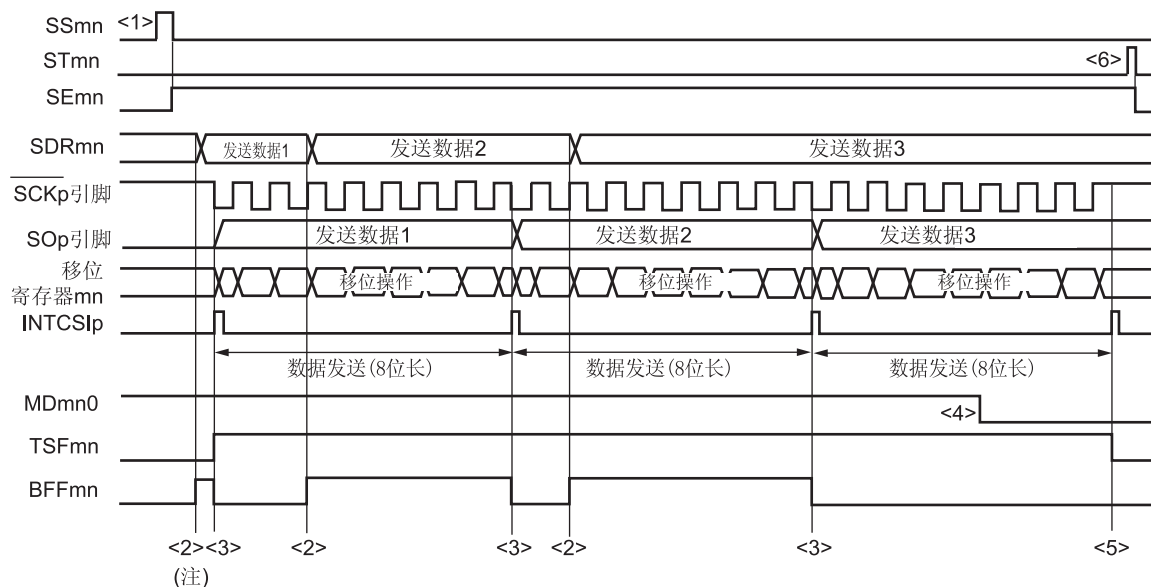 SSmn <1>
STmn <6>
SEmn
SDRmn 发送数据1 发送数据2 发送数据3
SCKp引脚
SOp引脚 发送数据1 发送数据2 发送数据3
移位
寄存器mn 移位操作 移位操作 移位操作
INTCSIp
数据发送(8位长) 数据发送(8位长) 数据发送(8位长)
MDmn0 <4>
TSFmn
BFFmn
<2> <3> <2> <3> <2> <3> <5>
(注)